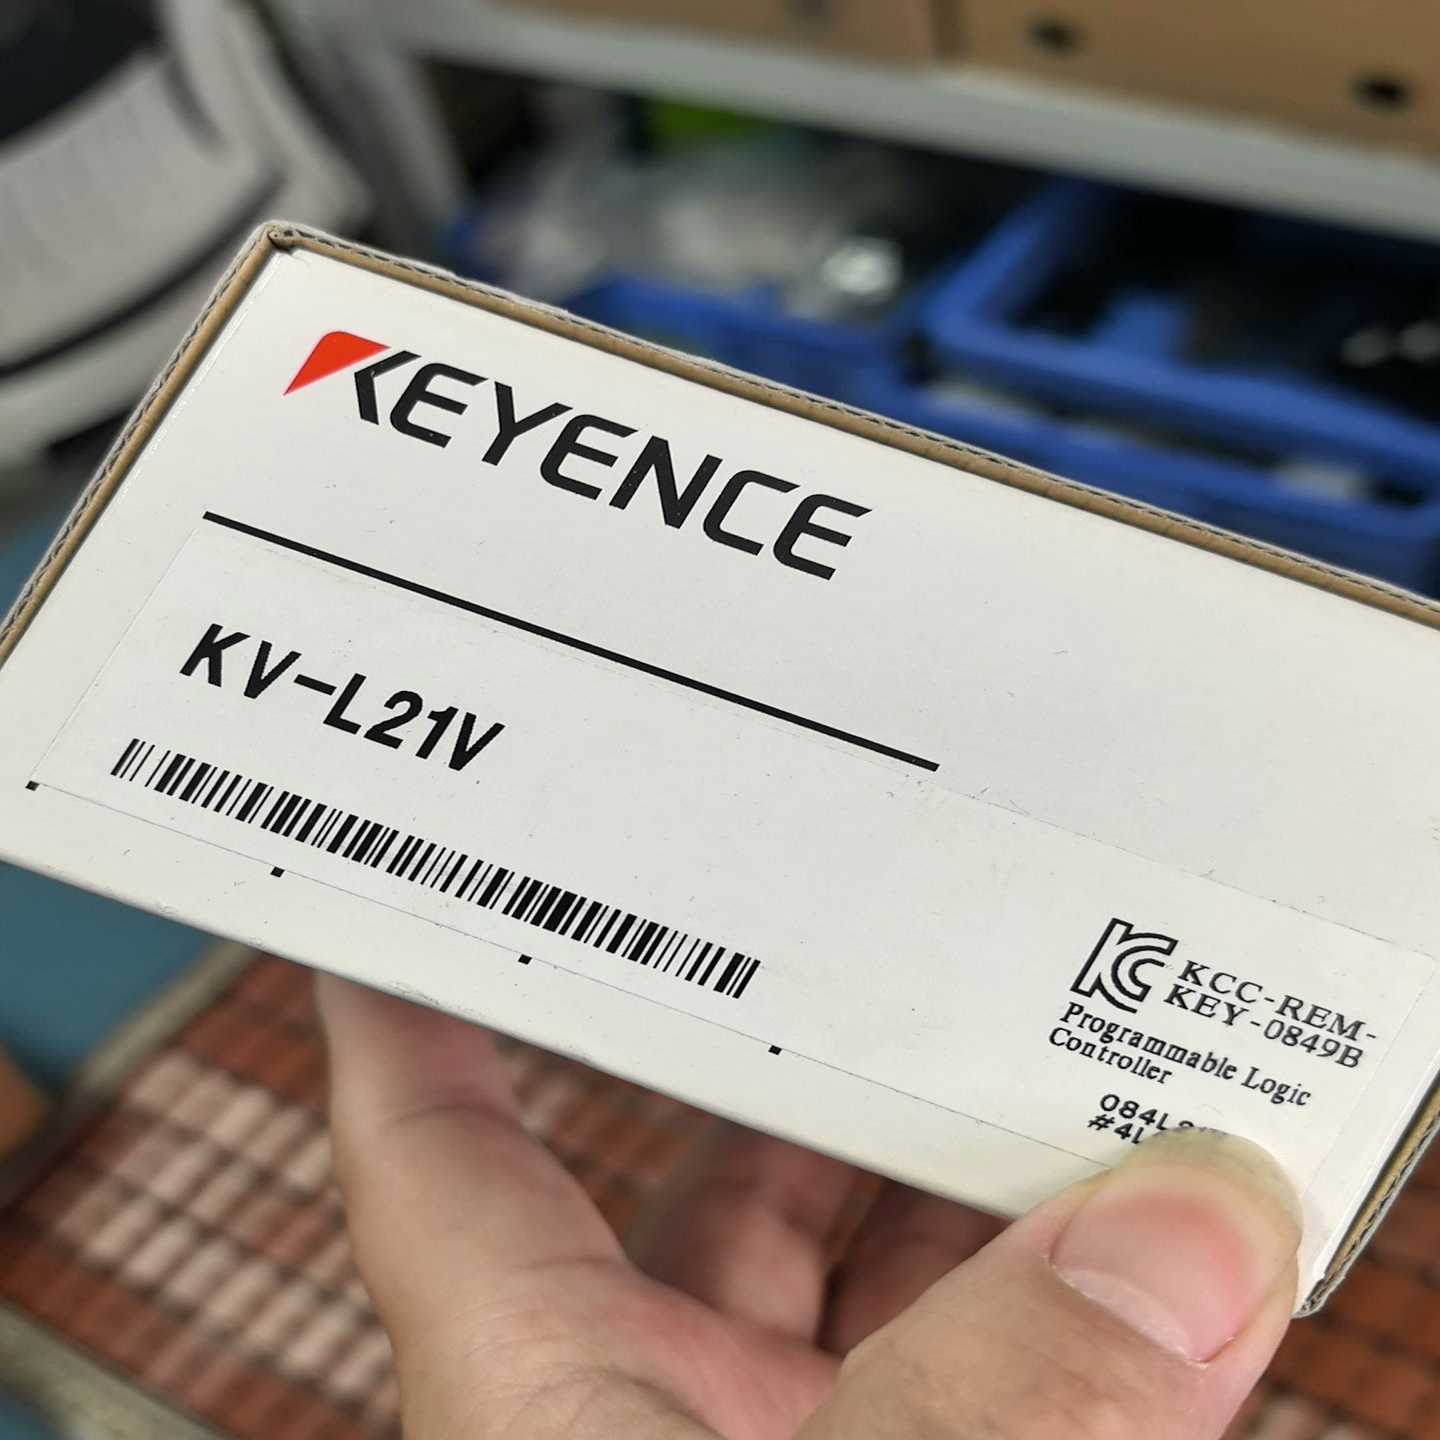 KEYENCE
KV-L21V
KCC-REM-
KEY-0849B
Programmable Logic
Controller